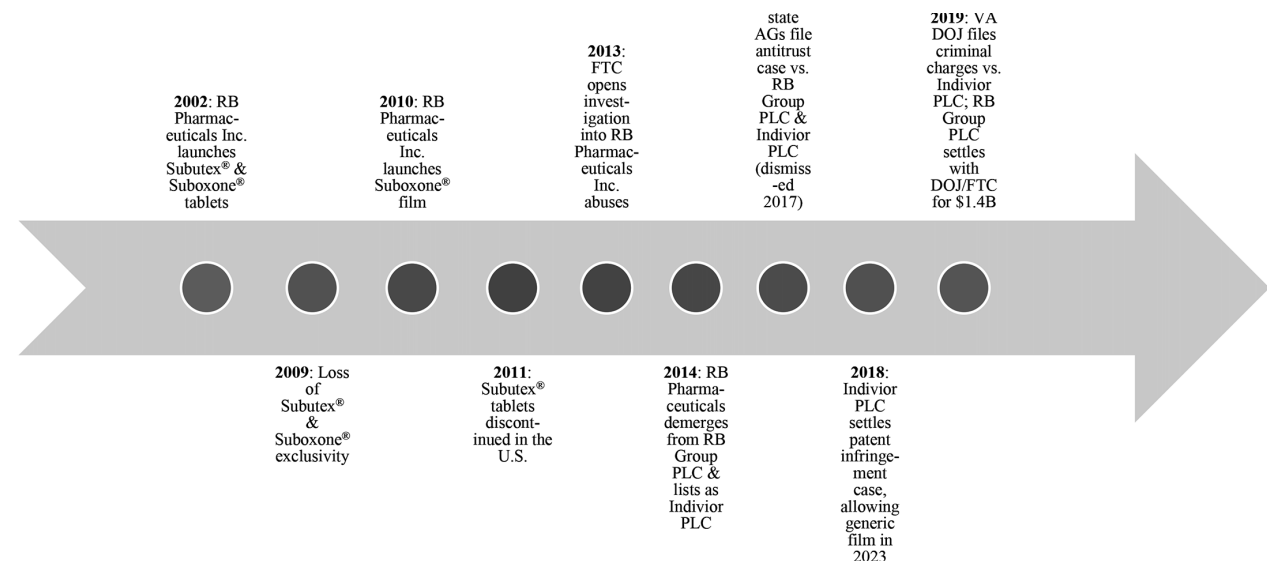 2002: RB
Pharmac-
euticals Inc.
launches
Subutex® &
Suboxone®
tablets
2009: Loss
of
Subutex®
&
Suboxone®
exclusivity
2010: RB
Pharmac-
euticals
Inc.
launches
Suboxone®
film
2011:
Subutex®
tablets
discont-
inued in the
U.S.
2013:
FTC
opens
invest-
igation
into RB
Pharmac-
euticals
Inc.
abuses
2014: RB
Pharma-
ceuticals
demerges
from RB
Group
PLC &
lists as
Indivior
PLC
state
AGs file
antitrust
case vs.
RB
Group
PLC &
Indivior
PLC
(dismiss
-ed
2017)
2018:
Indivior
PLC
settles
patent
infringe-
ment
case,
allowing
generic
film in
2023
2019: VA
DOJ files
criminal
charges vs.
Indivior
PLC; RB
Group
PLC
settles
with
DOJ/FTC
for $1.4B